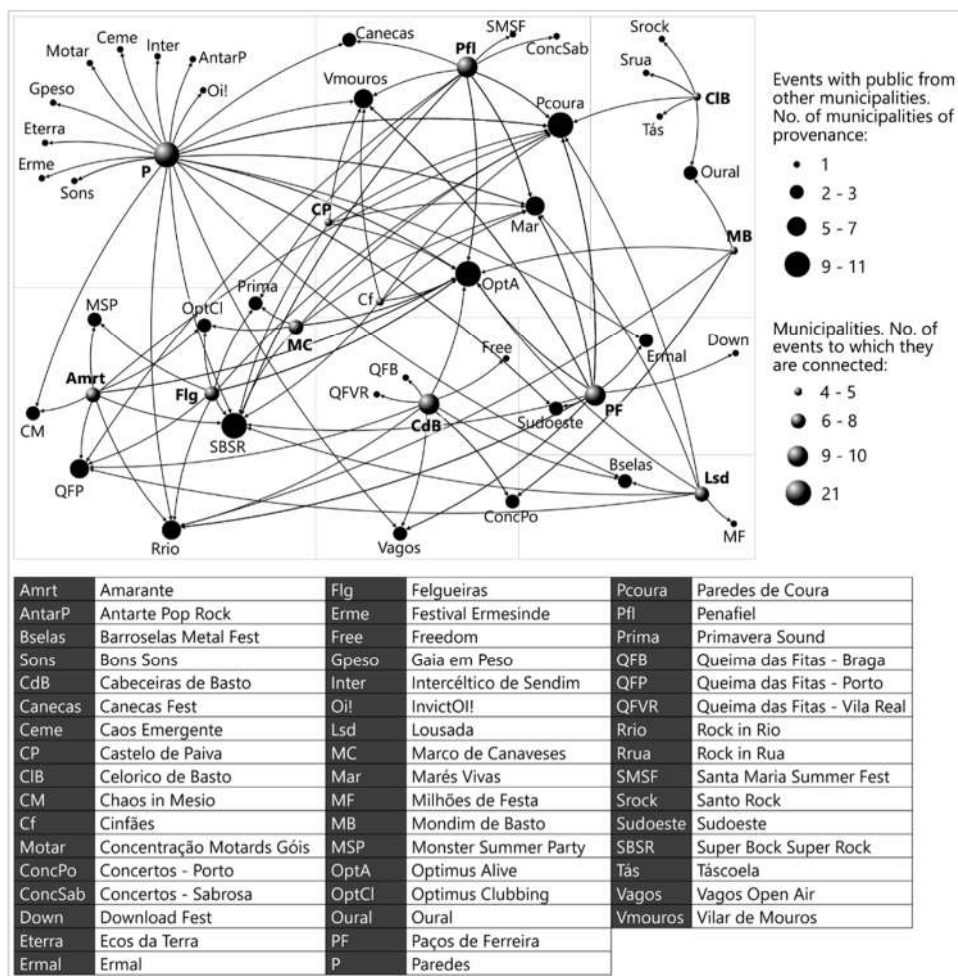 SMSF
Srock
Canecas
Pfl
ConcSab
Ceme
Inter
Motar
AntarP
Srua
Vmouros
Pcoura
ClB
Gpeso
Oi!
Tás
Eterra
Oural
Erme
P
Sons
CP
Mar
MB
OptA
Prima
Cf
MSP
OptCl
MC
Free
Ermal
Down
QFB
Amrt
Flg
QFVR
PF
CM
CdB
Sudoeste
SBSR
Bselas
Lsd
QFP
ConcPo
MF
Rrio
Vagos
Events with public from
other municipalities.
No. of municipalities of
provenance:
1
2 - 3
5 - 7
9 - 11
Municipalities. No. of
events to which they
are connected:
4 - 5
6 - 8
9 - 10
21
Amrt Amarante Flg Felgueiras Pcoura Paredes de Coura
AntarP Antarte Pop Rock Erme Festival Ermesinde Pfl Penafiel
Bselas Barroselas Metal Fest Free Freedom Prima Primavera Sound
Sons Bons Sons Gpeso Gaia em Peso QFB Queima das Fitas - Braga
CdB Cabeceiras de Basto Inter Intercéltico de Sendim QFP Queima das Fitas - Porto
Canecas Canecas Fest Oi! InvictOI! QFVR Queima das Fitas - Vila Real
Ceme Caos Emergente Lsd Lousada Rrio Rock in Rio
CP Castelo de Paiva MC Marco de Canaveses Rrua Rock in Rua
ClB Celorico de Basto Mar Marés Vivas SMSF Santa Maria Summer Fest
CM Chaos in Mesio MF Milhões de Festa Srock Santo Rock
Cf Cinfães MB Mondim de Basto Sudoeste Sudoeste
Motar Concentração Motards Góis MSP Monster Summer Party SBSR Super Bock Super Rock
ConcPo Concertos - Porto OptA Optimus Alive Tás Táscoela
ConcSab Concertos - Sabrosa OptCl Optimus Clubbing Vagos Vagos Open Air
Down Download Fest Oural Oural Vmouros Vilar de Mouros
Eterra Ecos da Terra PF Paços de Ferreira
Ermal Ermal P Paredes